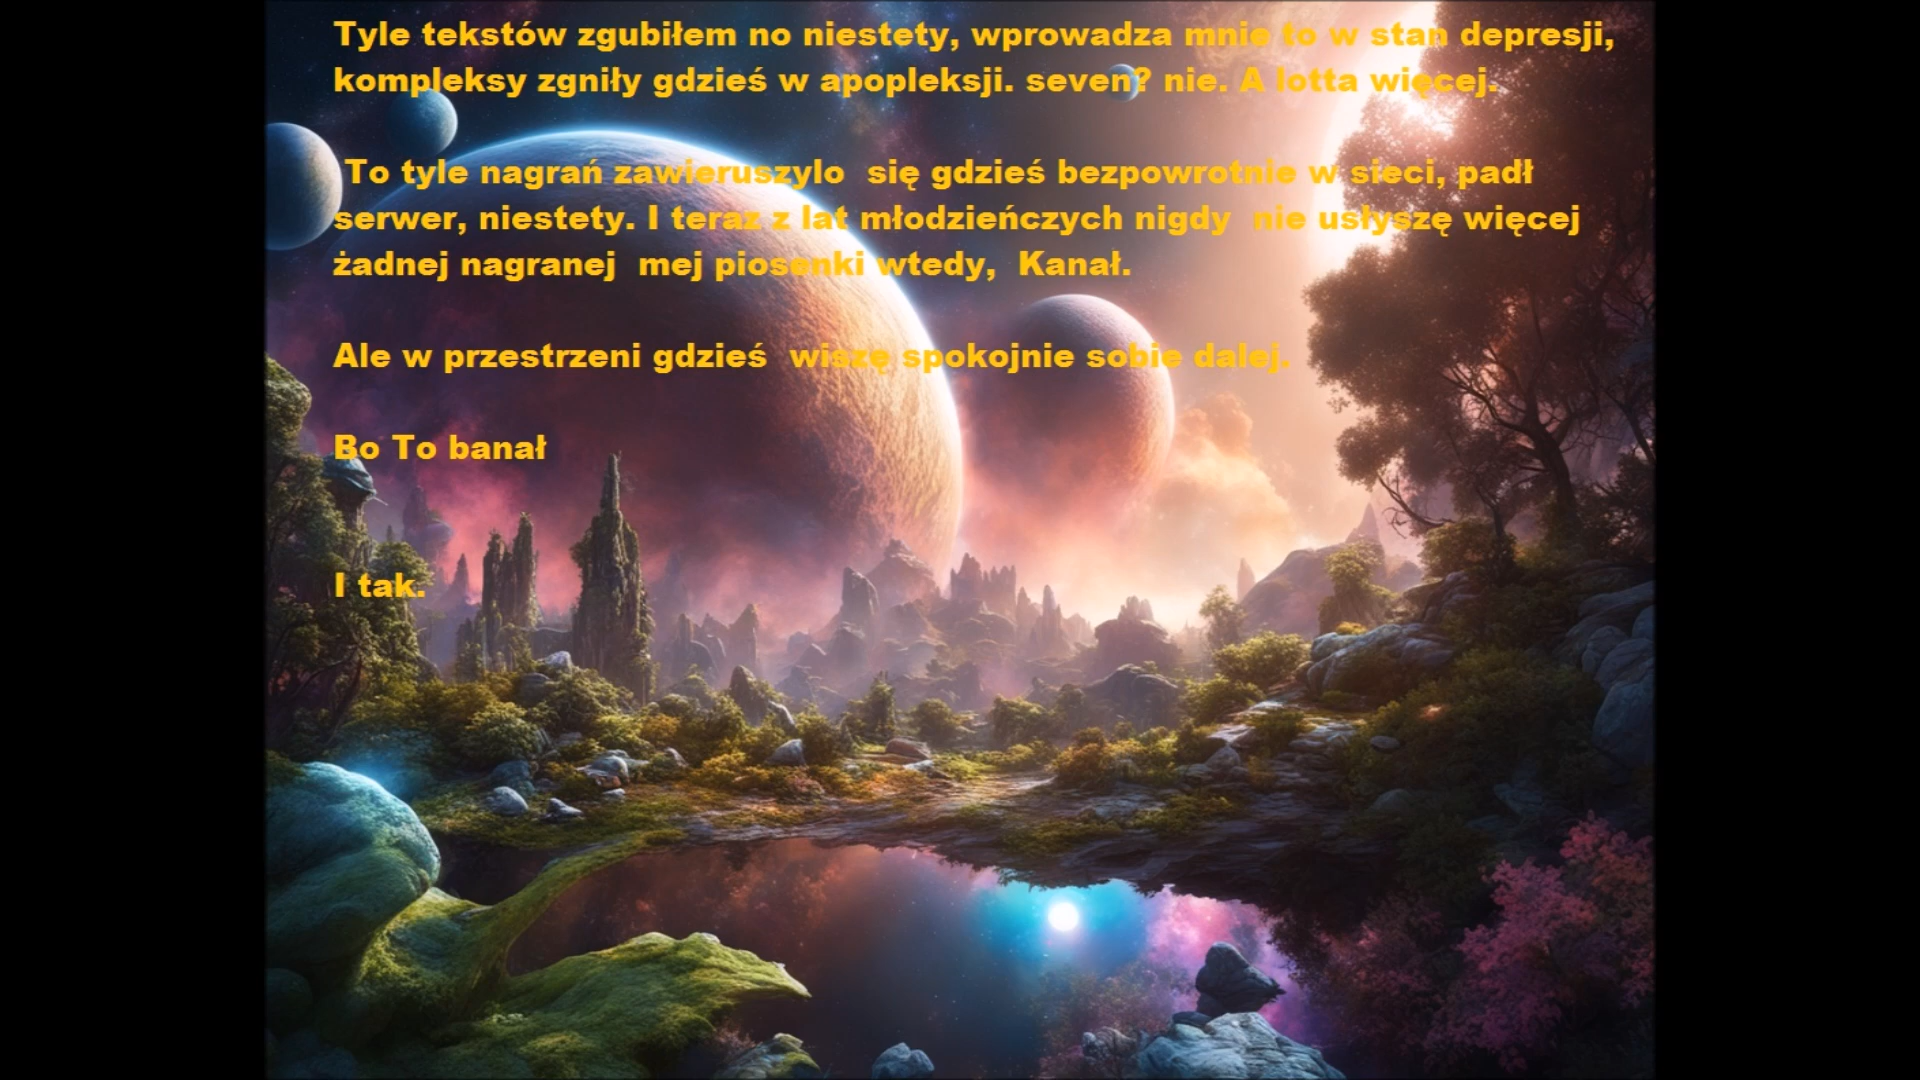 Tyle tekstów zgubiłem no niestety, wprowadza mnie to w stan depresji,
kompleksy zgniły gdzieś w apopleksji. seven? nie. A lotta więcej.
To tyle nagrań zawieruszylo się gdzieś bezpowrotnie w sieci, padł
serwer, niestety. I teraz z lat młodzieńczych nigdy nie usłyszę więcej
żadnej nagranej mej piosenki wtedy, Kanał.
Ale w przestrzeni gdzieś wiszę spokojnie sobie dalej.
Bo To banał
I tak.